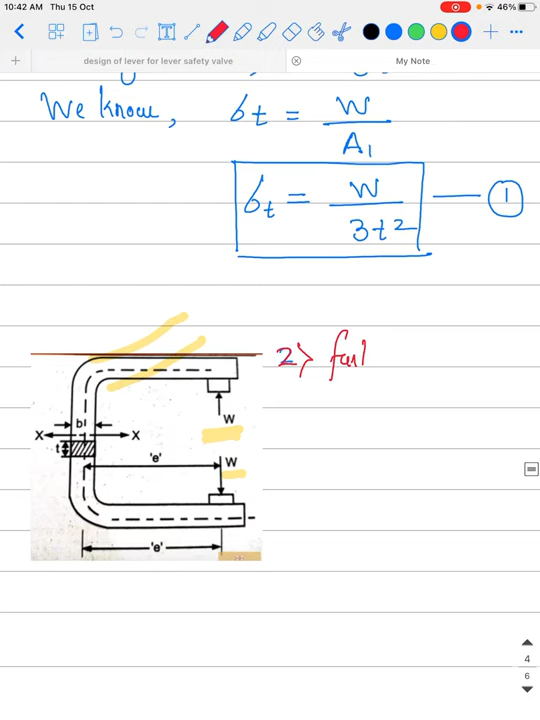 10:42 AM Thu 15 Oct
46%
design of lever for lever safety valve
My Note
We know, σt = W
A1
σt = W
3t² — ①
2> fail
b
W
X X
t
'e'
W
'e'
4
6